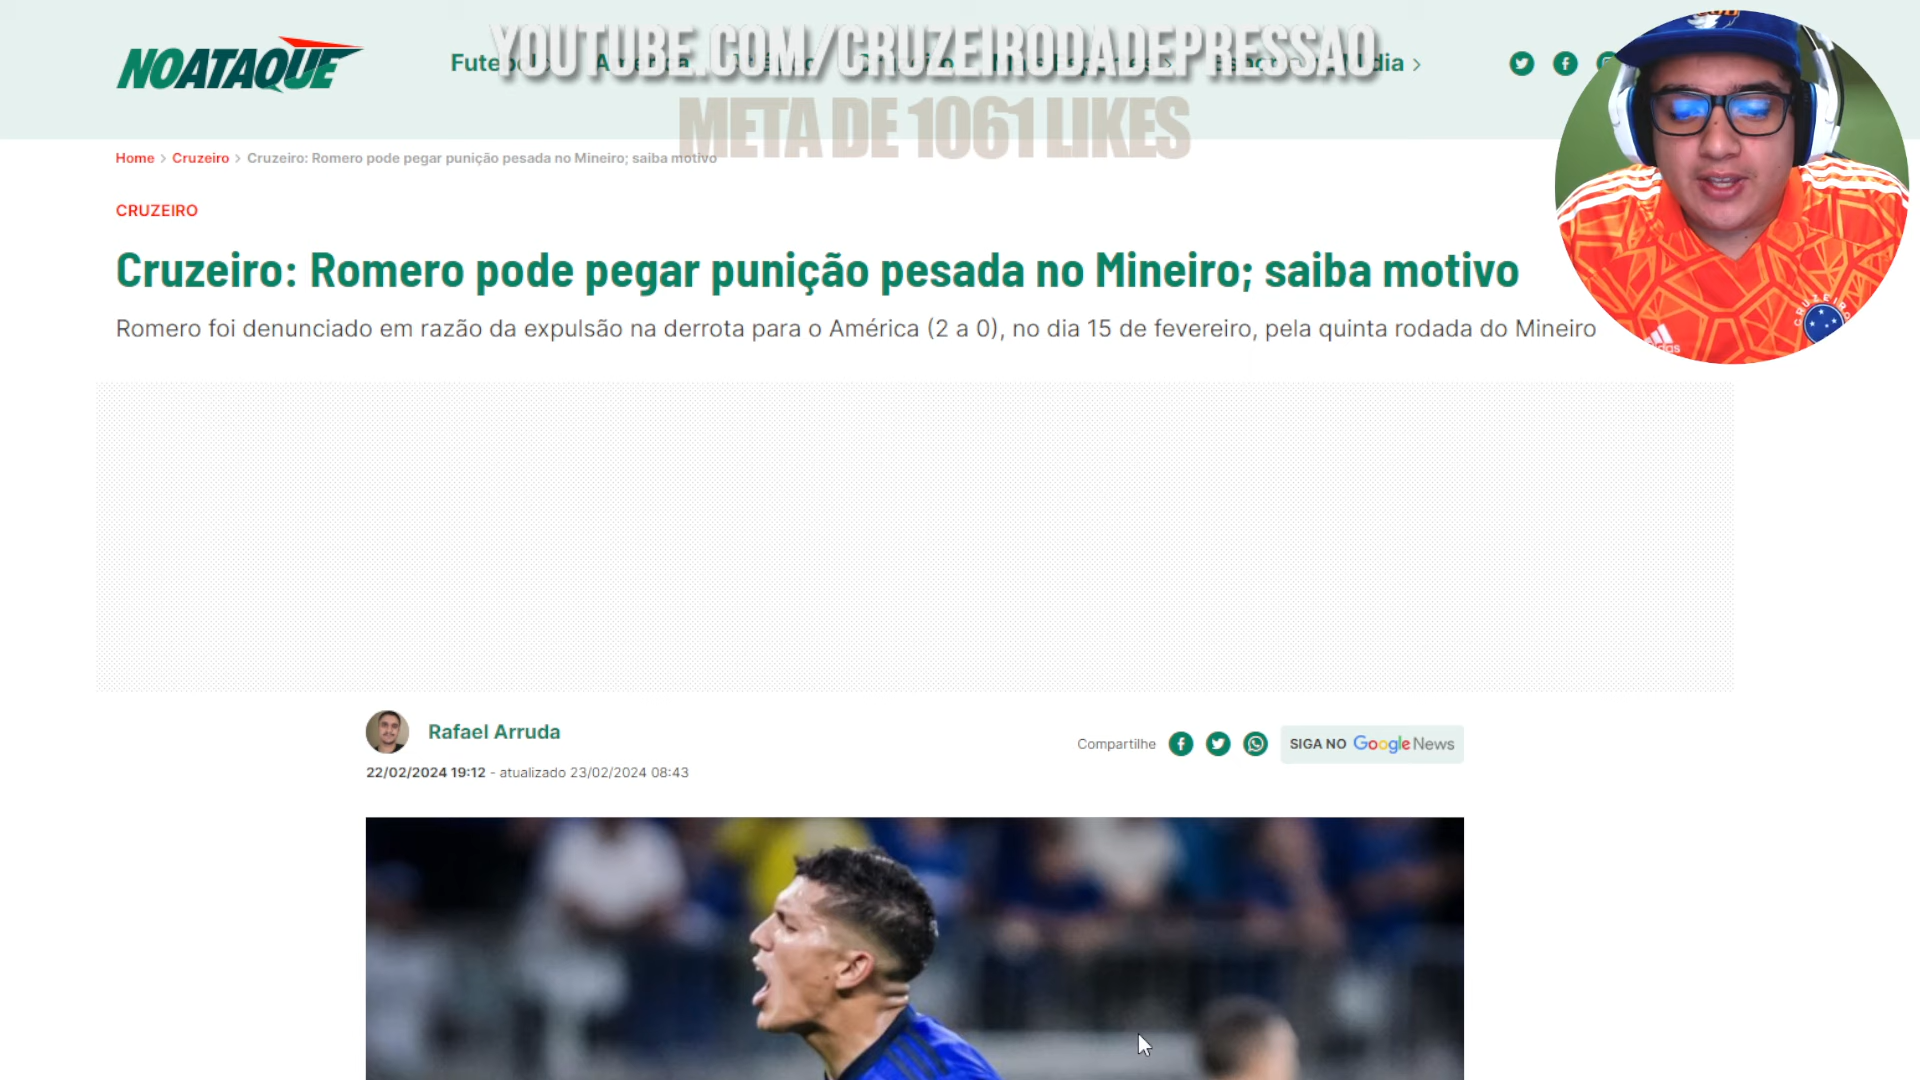 YOUTUBE.COM/CRUZEIRODADEPRESSAO
META DE 1061 LIKES
NOATAQUE
Home > Cruzeiro > Cruzeiro: Romero pode pegar punição pesada no Mineiro; saiba motivo
CRUZEIRO
Cruzeiro: Romero pode pegar punição pesada no Mineiro; saiba motivo
Romero foi denunciado em razão da expulsão na derrota para o América (2 a 0), no dia 15 de fevereiro, pela quinta rodada do Mineiro
CRUZEIRO
adidas
Rafael Arruda
Compartilhe
SIGA NO Google News
22/02/2024 19:12 - atualizado 23/02/2024 08:43